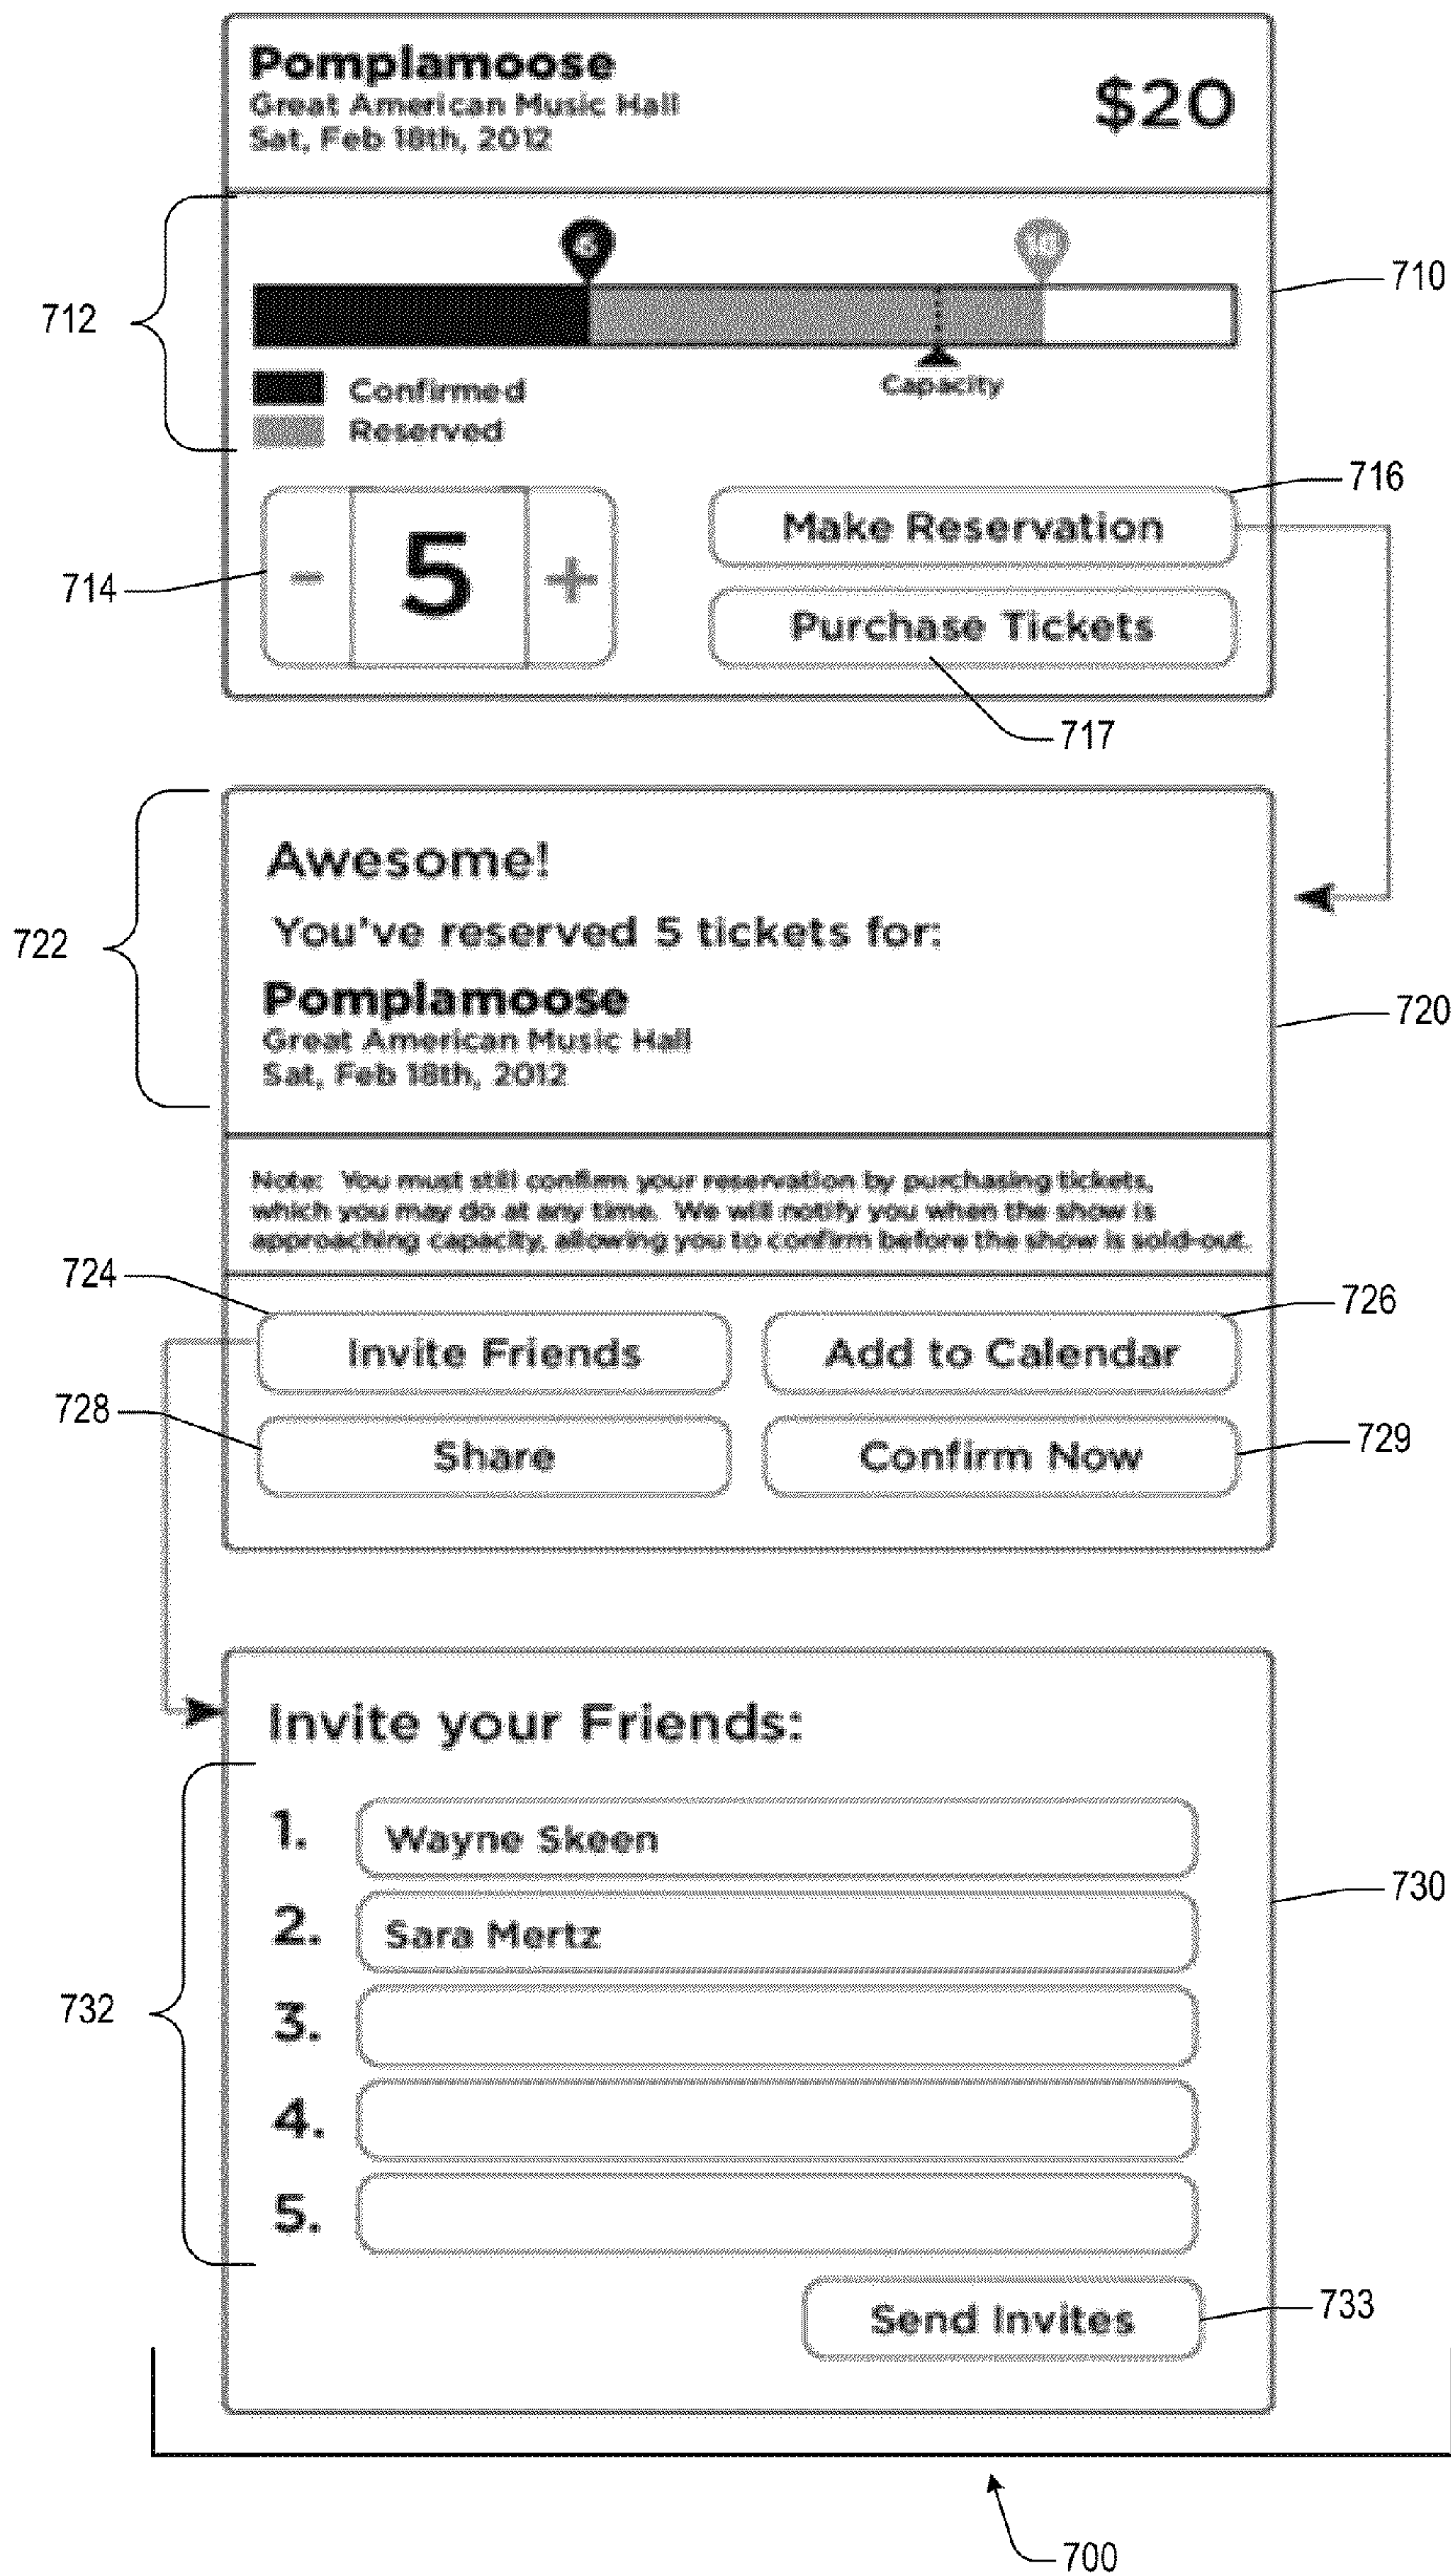 Pomplamoose
Great American Music Hall
Sat, Feb 18th, 2012
$20
712
710
Capacity
Confirmed
Reserved
714
-
5
+
Make Reservation
716
Purchase Tickets
717
722
Awesome!
You've reserved 5 tickets for:
Pomplamoose
Great American Music Hall
Sat, Feb 18th, 2012
720
Note: You must still confirm your reservation by purchasing tickets,
which you may do at any time. We will notify you when the show is
approaching capacity, allowing you to confirm before the show is sold-out.
724
Invite Friends
726
Add to Calendar
728
Share
729
Confirm Now
Invite your Friends:
732
1. Wayne Skeen
2. Sara Mertz
3.
4.
5.
730
Send Invites
733
700